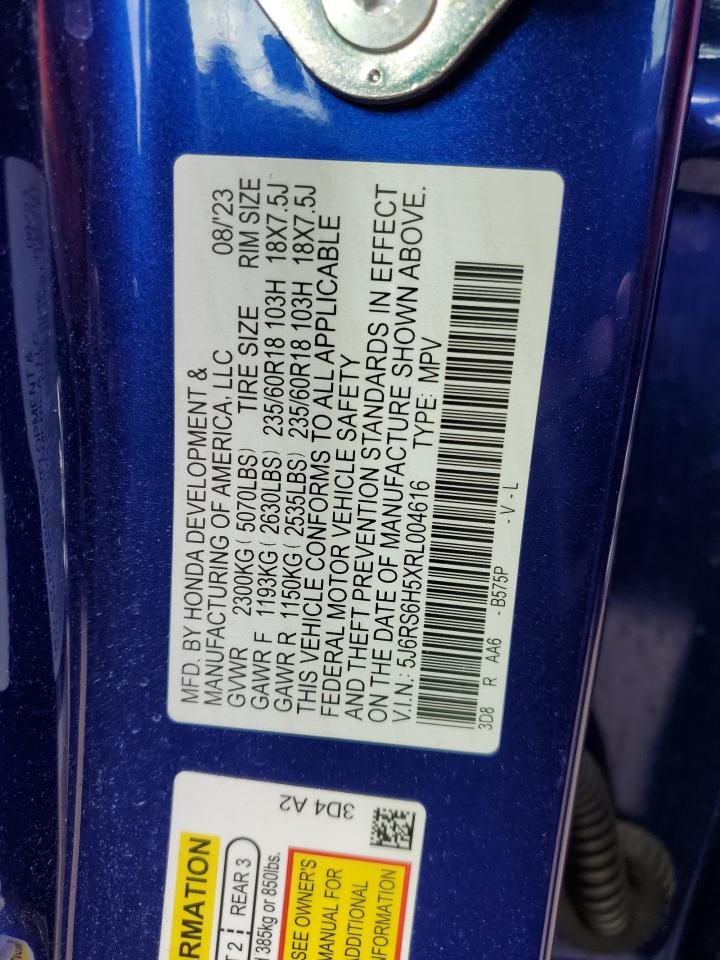 MFD. BY HONDA DEVELOPMENT &
MANUFACTURING OF AMERICA, LLC 08/'23
GVWR 2300KG ( 5070LBS) TIRE SIZE RIM SIZE
GAWR F 1193KG ( 2630LBS) 235/60R18 103H 18X7.5J
GAWR R 1150KG ( 2535LBS) 235/60R18 103H 18X7.5J
THIS VEHICLE CONFORMS TO ALL APPLICABLE
FEDERAL MOTOR VEHICLE SAFETY
AND THEFT PREVENTION STANDARDS IN EFFECT
ON THE DATE OF MANUFACTURE SHOWN ABOVE.
V.I.N.: 5J6RS6H5XRL004616 TYPE: MPV
3D8 R AA6 - B575P - V - L
3D4 A2
RMATION
T 2 REAR 3
385kg or 850lbs.
SEE OWNER'S
MANUAL FOR
ADDITIONAL
INFORMATION